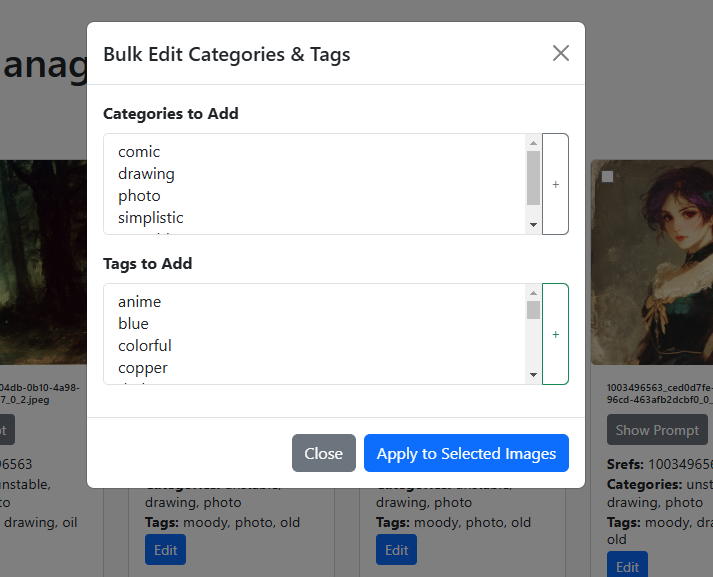 anag
Bulk Edit Categories & Tags
Categories to Add
comic
drawing
photo
simplistic
+
Tags to Add
anime
blue
colorful
copper
+
Close
Apply to Selected Images
04db-0b10-4a98-
7_0_2.jpeg
pt
96563
unstable,
to
drawing, oil
drawing, photo
Tags: moody, photo, old
Edit
drawing, photo
Tags: moody, photo, old
Edit
1003496563_ced0d7fe-
96cd-463afb2dcbf0_0_
Show Prompt
Srefs: 100349656
Categories: unst
drawing, photo
Tags: moody, dra
old
Edit